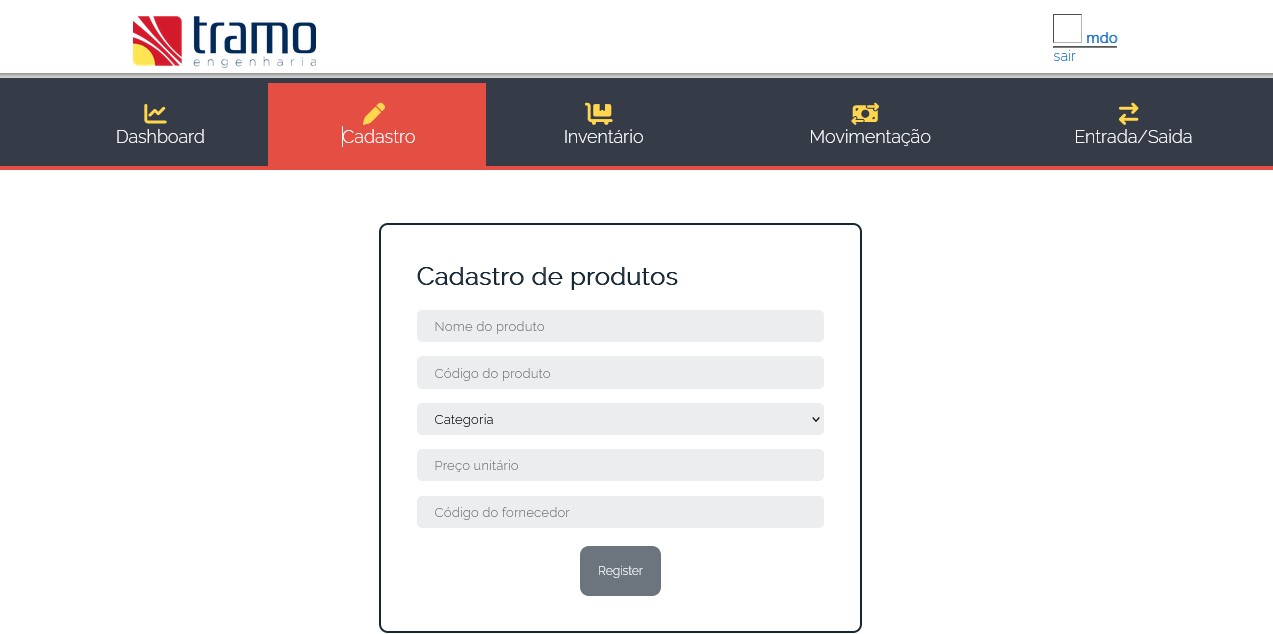 tramo
engenharia
mdo
sair
Dashboard
Cadastro
Inventário
Movimentação
Entrada/Saida
Cadastro de produtos
Nome do produto
Código do produto
Categoria
Preço unitário
Código do fornecedor
Register